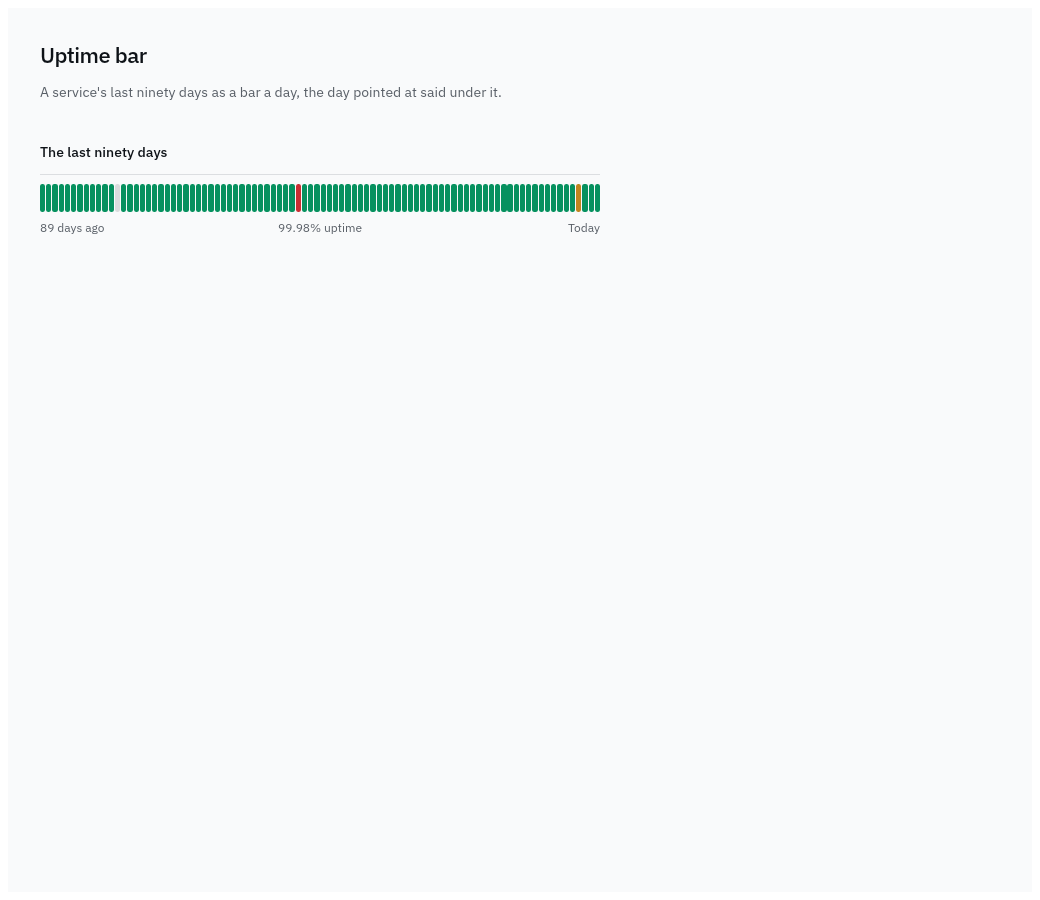 Uptime bar
A service's last ninety days as a bar a day, the day pointed at said under it.
The last ninety days
89 days ago
99.98% uptime
Today